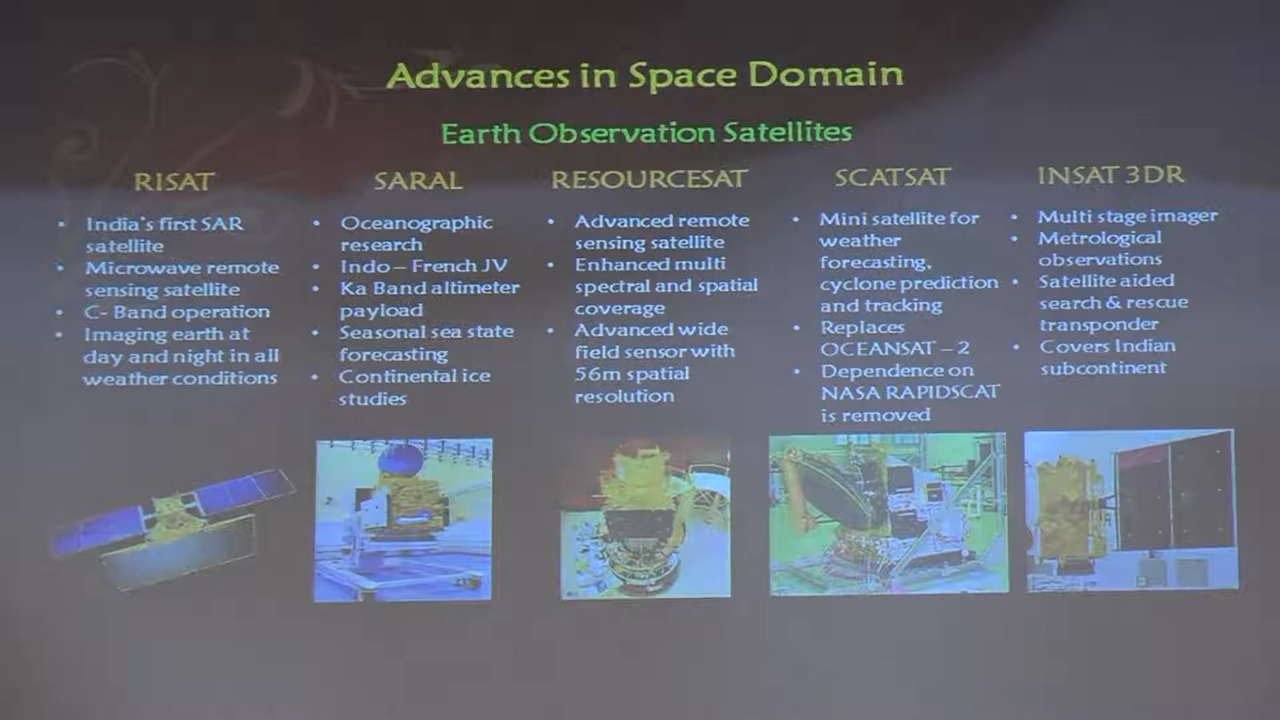 Advances in Space Domain
Earth Observation Satellites
RISAT
• India's first SAR
satellite
• Microwave remote
sensing satellite
• C- Band operation
• Imaging earth at
day and night in all
weather conditions
SARAL
• Oceanographic
research
• Indo – French JV
• Ka Band altimeter
payload
• Seasonal sea state
forecasting
• Continental ice
studies
RESOURCESAT
• Advanced remote
sensing satellite
• Enhanced multi
spectral and spatial
coverage
• Advanced wide
field sensor with
56m spatial
resolution
SCATSAT
• Mini satellite for
weather
forecasting,
cyclone prediction
and tracking
• Replaces
OCEANSAT – 2
• Dependence on
NASA RAPIDSCAT
is removed
INSAT 3DR
• Multi stage imager
• Metrological
observations
• Satellite aided
search & rescue
transponder
• Covers Indian
subcontinent